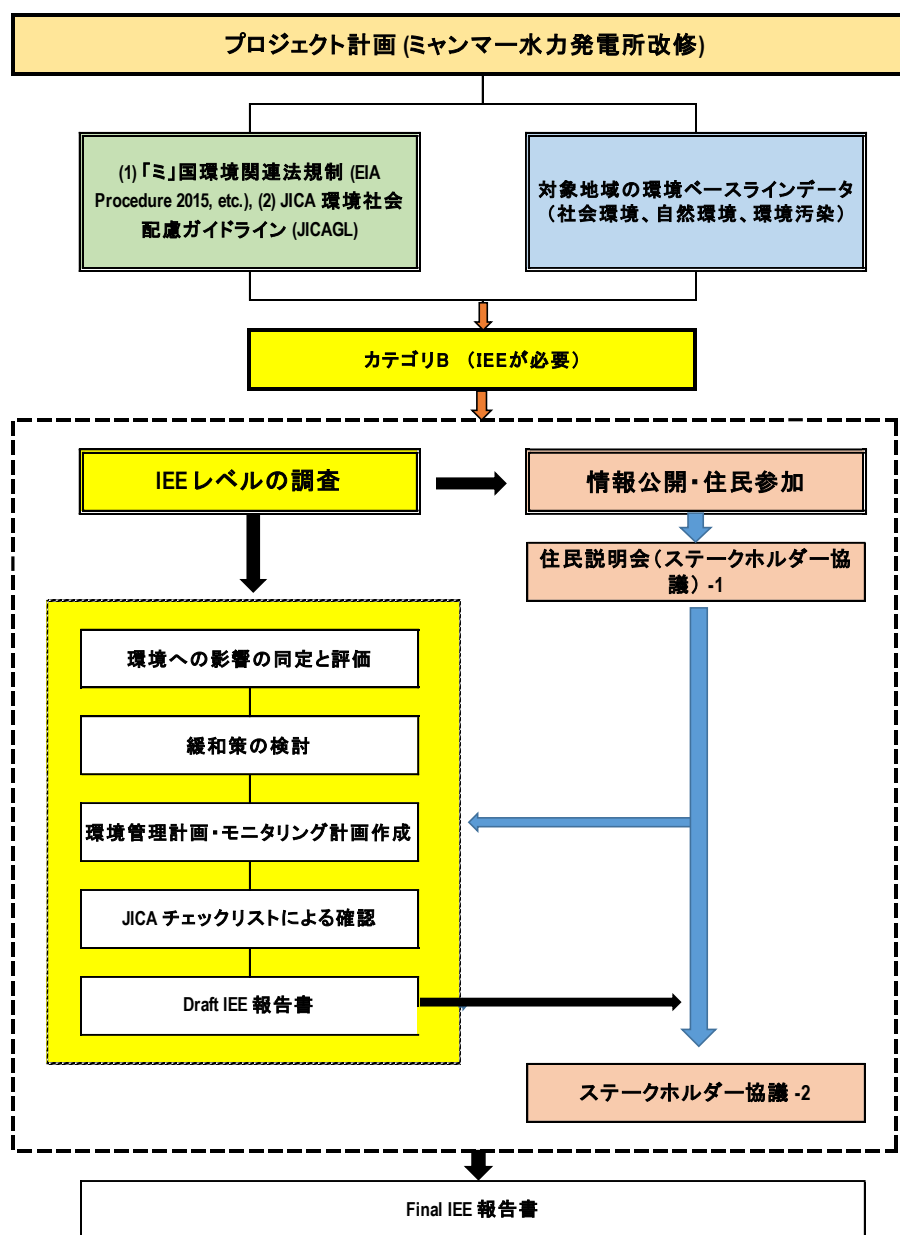 プロジェクト計画 (ミャンマー水力発電所改修)
(1) 「ミ」国環境関連法規制 (EIA
Procedure 2015, etc.), (2) JICA 環境社会
配慮ガイドライン (JICAGL)
対象地域の環境ベースラインデータ
（社会環境、自然環境、環境汚染）
カテゴリB （IEEが必要）
IEE レベルの調査
情報公開・住民参加
住民説明会（ステークホルダー協
議） -1
環境への影響の同定と評価
緩和策の検討
環境管理計画・モニタリング計画作成
JICA チェックリストによる確認
Draft IEE 報告書
ステークホルダー協議 -2
Final IEE 報告書